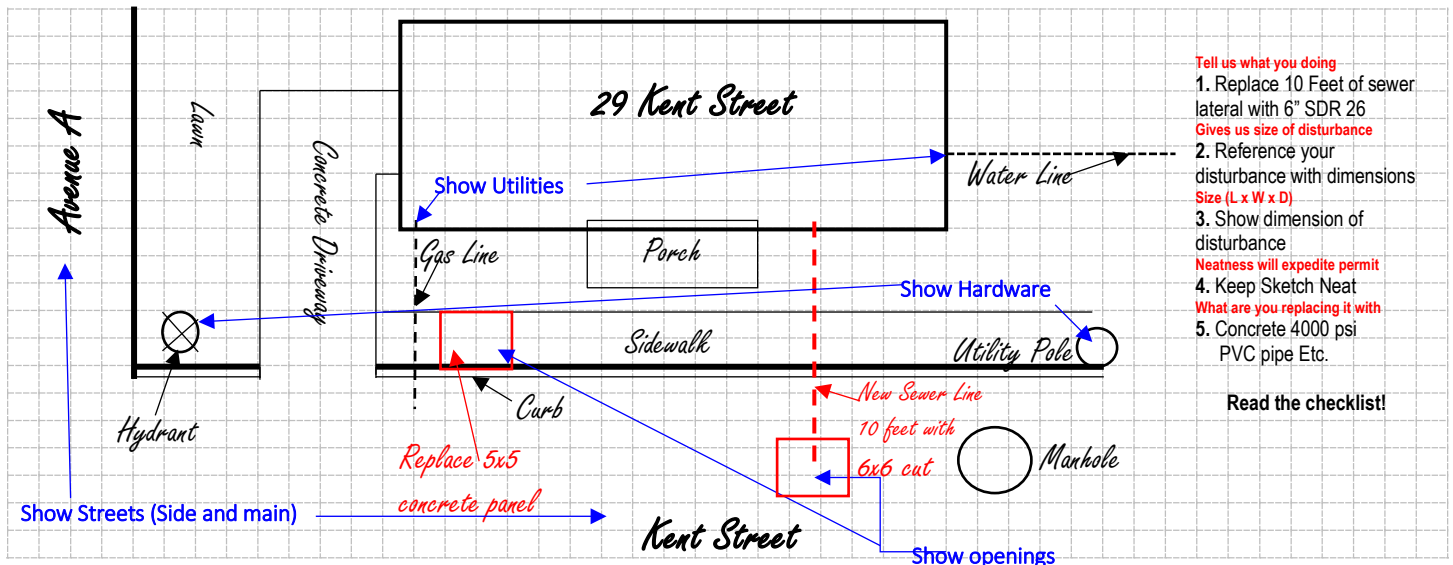 Avenue A
Lawn
Concrete Driveway
29 Kent Street
Show Utilities
Water Line
Gas Line
Porch
Show Hardware
Sidewalk
Utility Pole
Hydrant
Curb
New Sewer Line
10 feet with
6x6 cut
Replace 5x5
concrete panel
Manhole
Show Streets (Side and main)
Kent Street
Show openings
Tell us what you doing
1. Replace 10 Feet of sewer
lateral with 6” SDR 26
Gives us size of disturbance
2. Reference your
disturbance with dimensions
Size (L x W x D)
3. Show dimension of
disturbance
Neatness will expedite permit
4. Keep Sketch Neat
What are you replacing it with
5. Concrete 4000 psi
PVC pipe Etc.
Read the checklist!